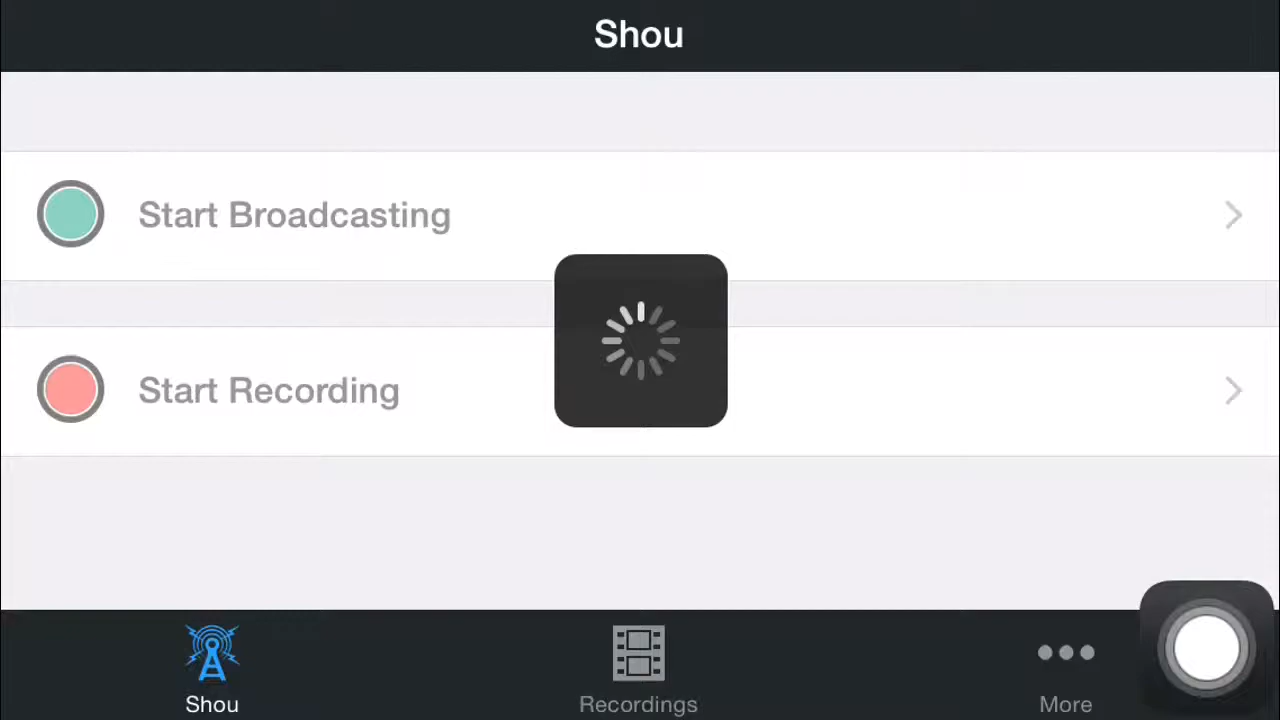 Shou
Start Broadcasting
Start Recording
Shou
Recordings
More